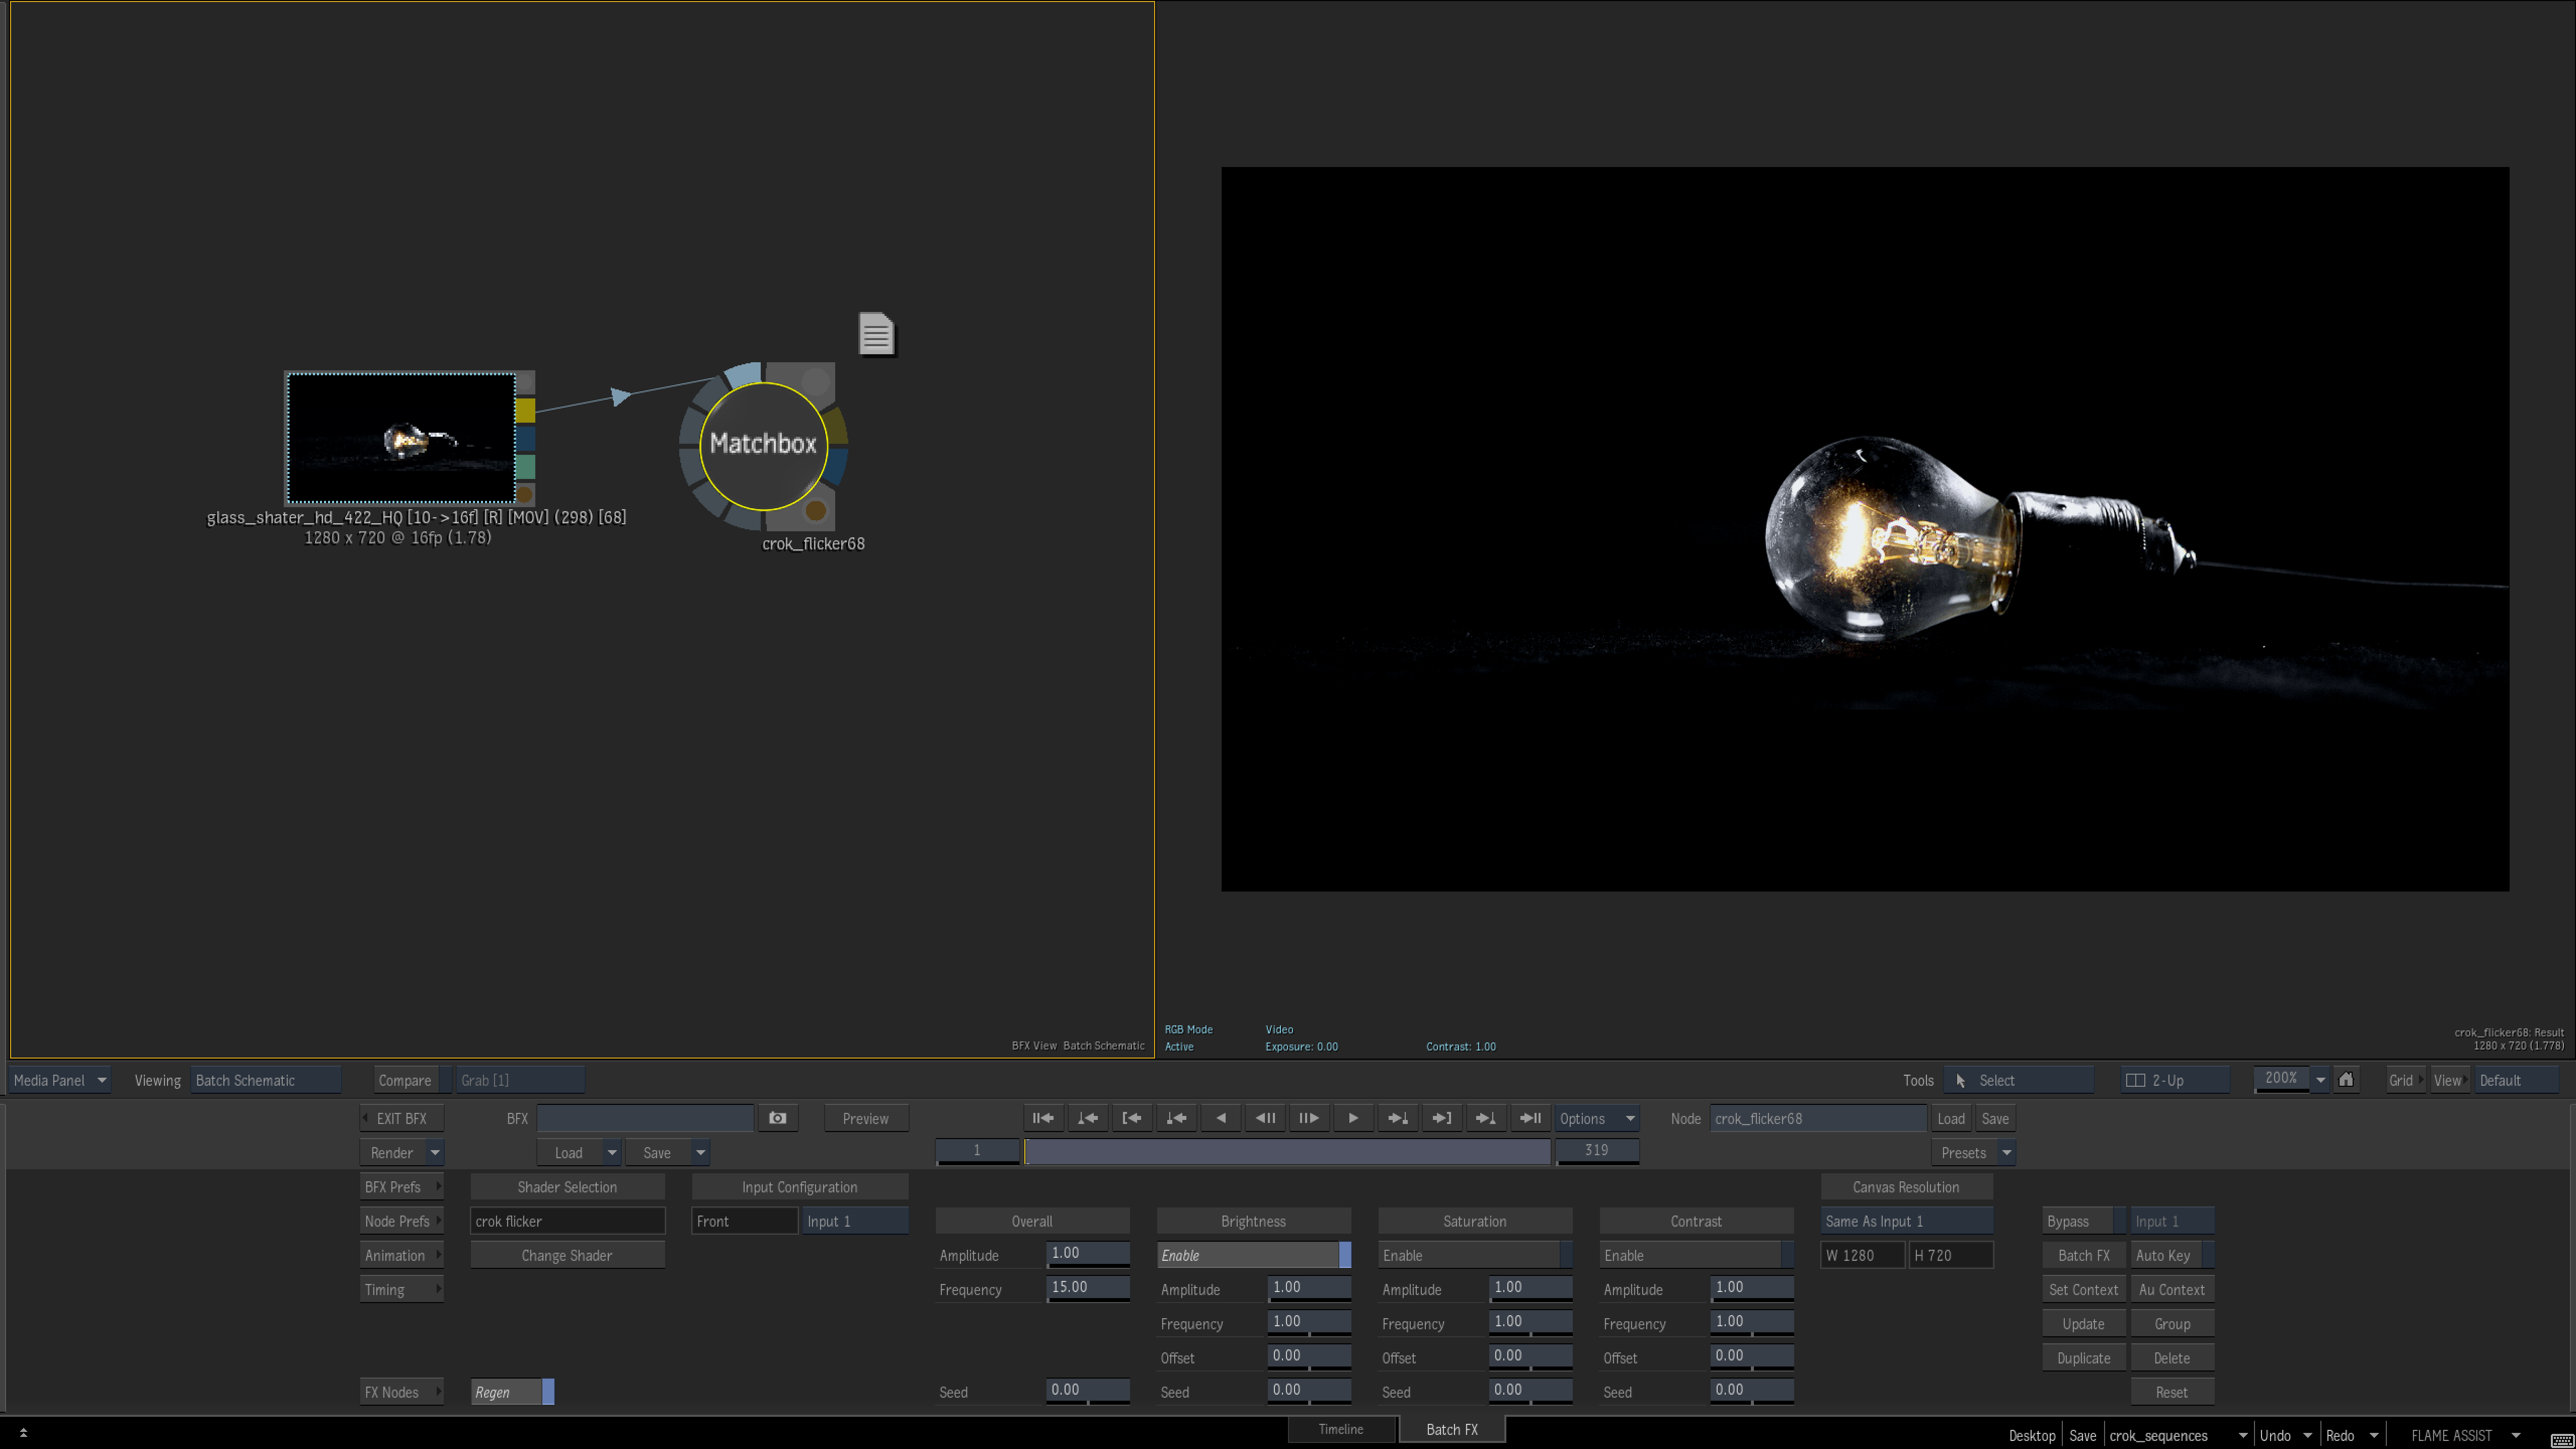 Matchbox
glass_shater_hd_422_HQ [10->16f] [R] [MOV] (298) [68]
1280 x 720 @ 16fp (1.78)
crok_flicker68
BFX View Batch Schematic
RGB Mode Video
Active Exposure: 0.00 Contrast: 1.00
crok_flicker68: Result
1280 x 720 (1.778)
Media Panel Viewing Batch Schematic Compare Grab [1] Tools Select 2-Up 200% Grid View Default
EXIT BFX BFX Preview Options Node crok_flicker68 Load Save
Render Load Save 1 319 Presets
BFX Prefs Shader Selection Input Configuration Canvas Resolution
Node Prefs crok flicker Front Input 1 Overall Brightness Saturation Contrast Same As Input 1 Bypass Input 1
Animation Change Shader Amplitude 1.00 Enable Enable Enable W 1280 H 720 Batch FX Auto Key
Timing Frequency 15.00 Amplitude 1.00 Amplitude 1.00 Amplitude 1.00 Set Context Au Context
Frequency 1.00 Frequency 1.00 Frequency 1.00 Update Group
Offset 0.00 Offset 0.00 Offset 0.00 Duplicate Delete
FX Nodes Regen Seed 0.00 Seed 0.00 Seed 0.00 Seed 0.00 Reset
Timeline Batch FX Desktop Save crok_sequences Undo Redo FLAME ASSIST